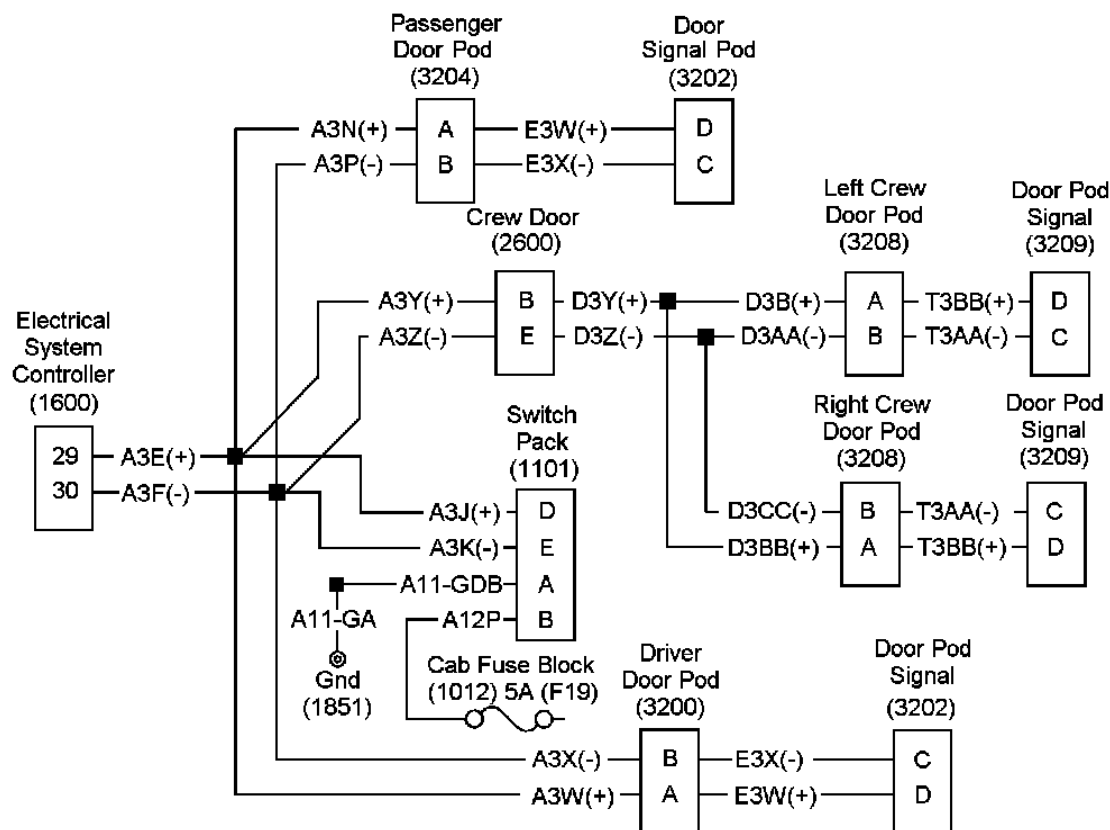 Passenger
Door Pod
(3204)
Door
Signal Pod
(3202)
A3N(+)
A
E3W(+)
D
A3P(-)
B
E3X(-)
C
Crew Door
(2600)
Left Crew
Door Pod
(3208)
Door Pod
Signal
(3209)
A3Y(+)
B
D3Y(+)
D3B(+)
A
T3BB(+)
D
A3Z(-)
E
D3Z(-)
D3AA(-)
B
T3AA(-)
C
Electrical
System
Controller
(1600)
29
A3E(+)
30
A3F(-)
Switch
Pack
(1101)
A3J(+)
D
A3K(-)
E
A11-GDB
A
A12P
B
A11-GA
Gnd
(1851)
Cab Fuse Block
(1012) 5A (F19)
Right Crew
Door Pod
(3208)
Door Pod
Signal
(3209)
D3CC(-)
B
T3AA(-)
C
D3BB(+)
A
T3BB(+)
D
Driver
Door Pod
(3200)
Door Pod
Signal
(3202)
A3X(-)
B
E3X(-)
C
A3W(+)
A
E3W(+)
D